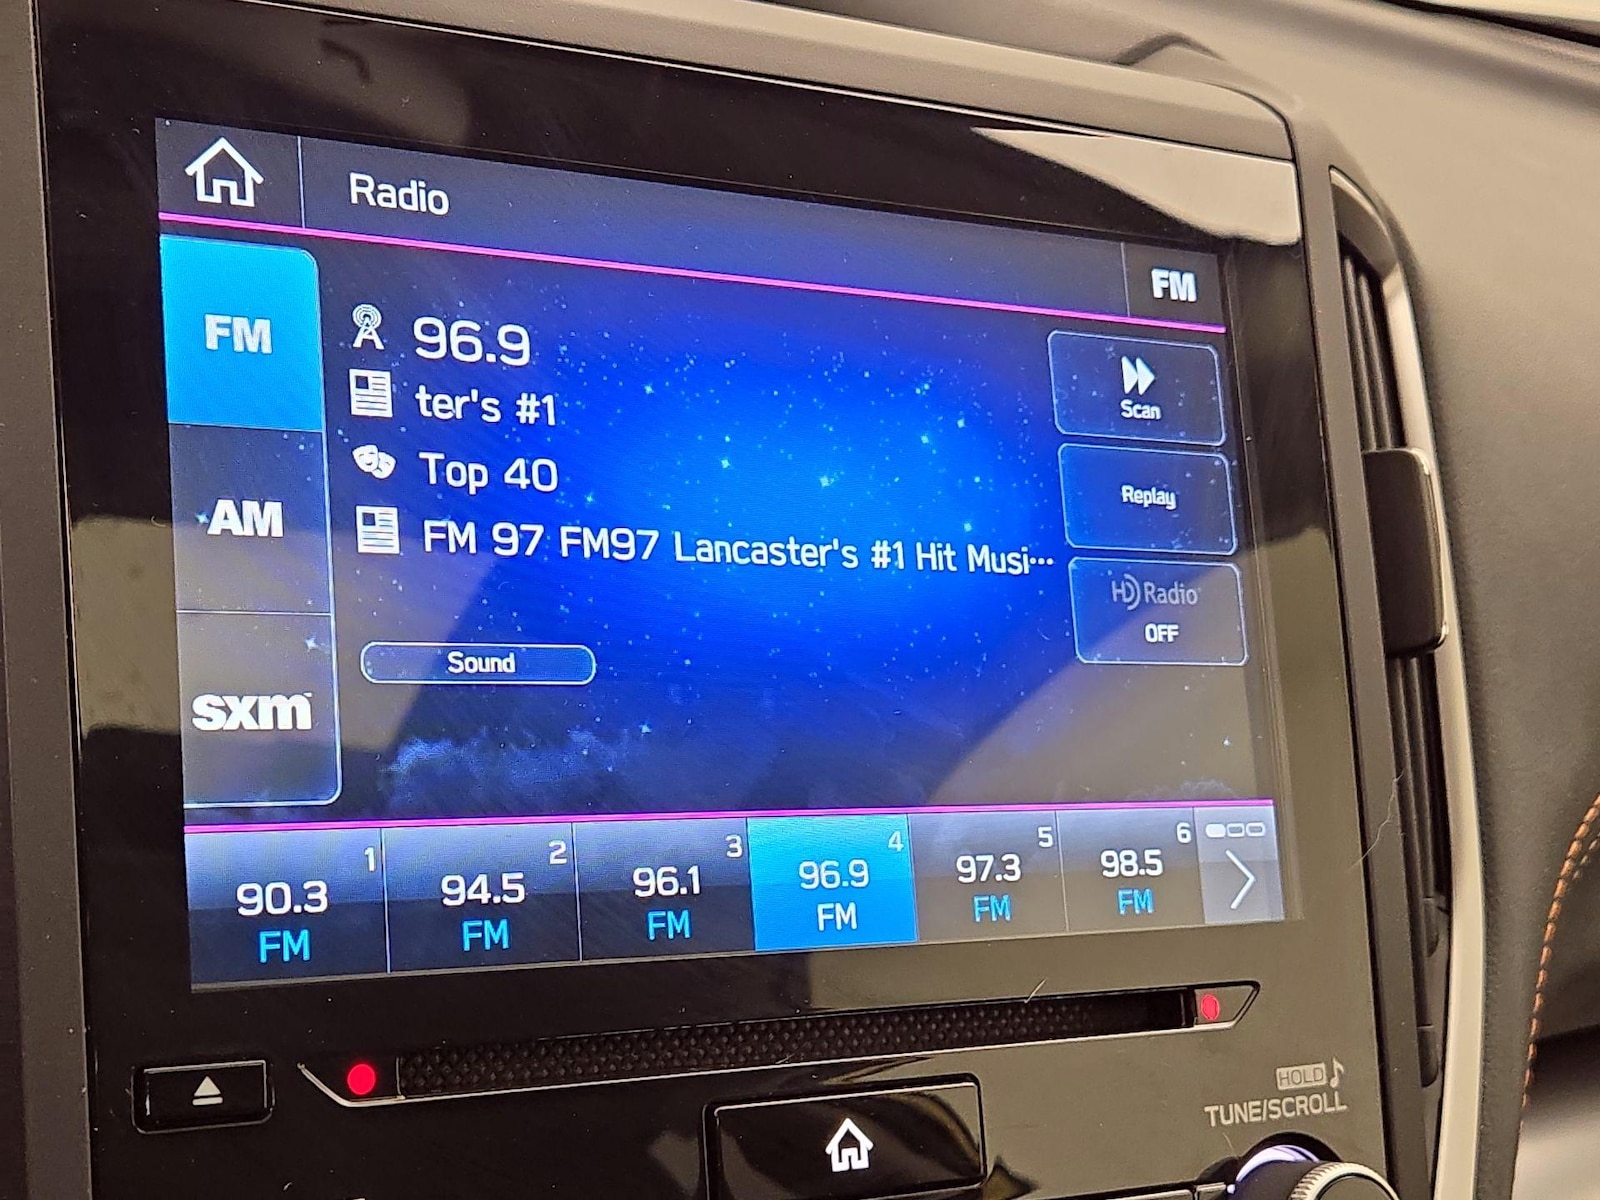 Radio
FM
FM
96.9
ter's #1
Scan
Top 40
Replay
AM
FM 97 FM97 Lancaster's #1 Hit Musi...
HD Radio
OFF
Sound
sxm
1
90.3
FM
2
94.5
FM
3
96.1
FM
4
96.9
FM
5
97.3
FM
6
98.5
FM
HOLD
TUNE/SCROLL